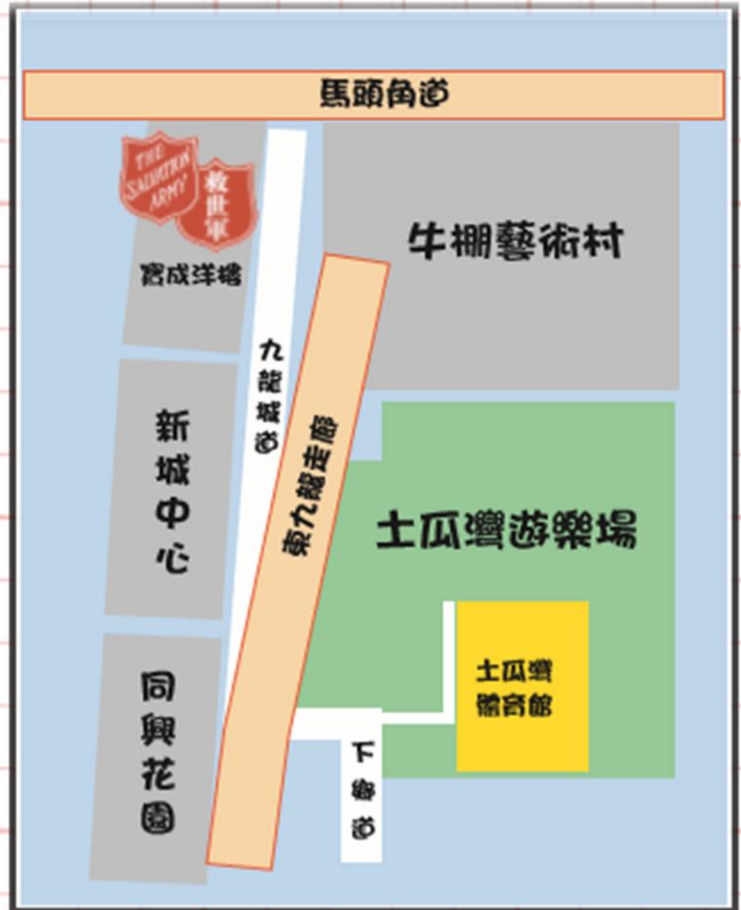 馬頭角道
THE
SALVATION
ARMY
救世軍
寶成洋樓
牛棚藝術村
九龍城道
東九龍走廊
新城中心
土瓜灣遊樂場
土瓜灣
體育館
同興花園
下鄉道